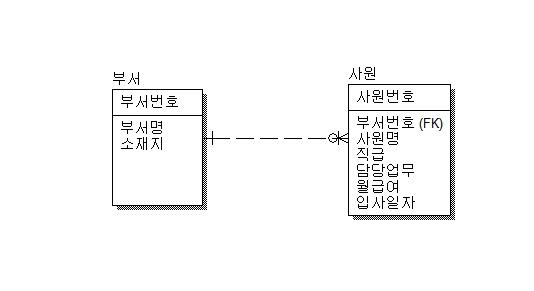 부서
부서번호
부서명
소재지
사원
사원번호
부서번호 (FK)
사원명
직급
담당업무
월급여
입사일자